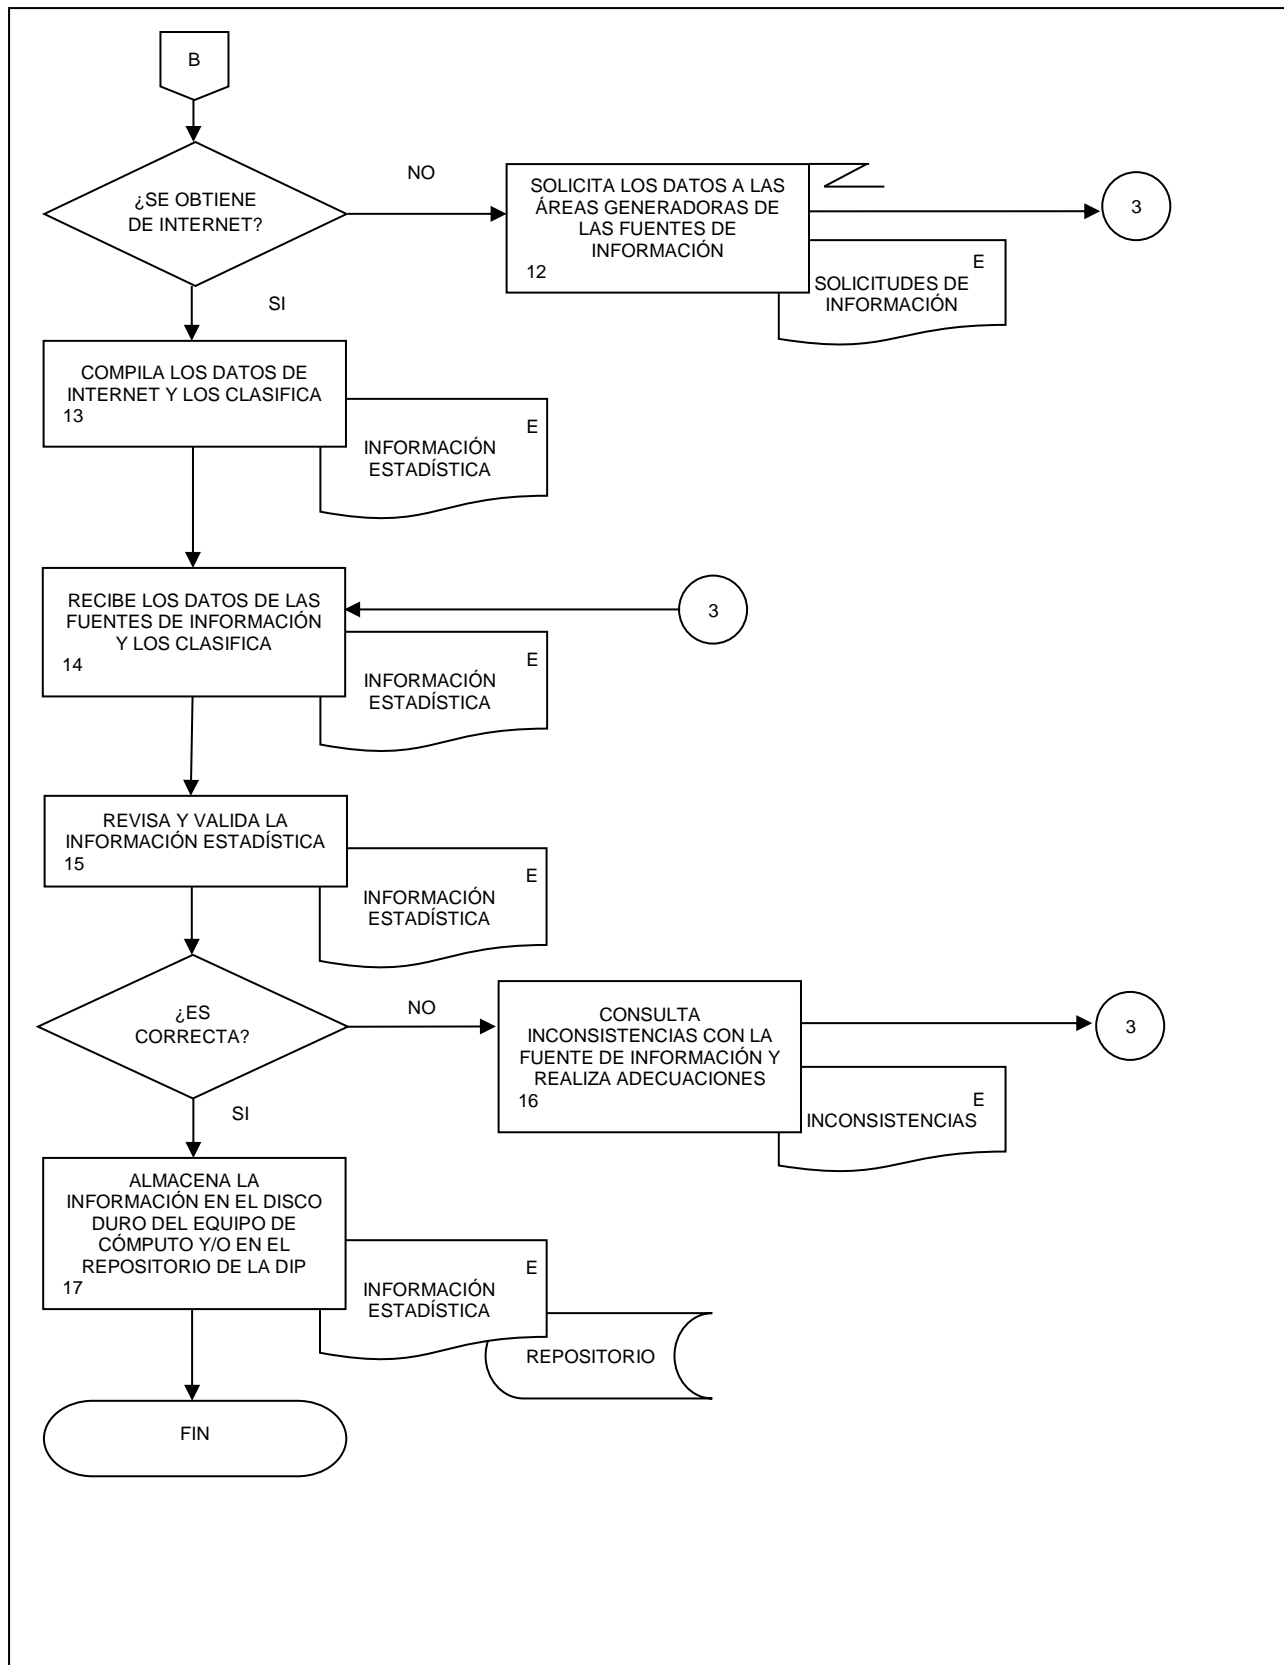 B
¿SE OBTIENE
DE INTERNET?
NO
SOLICITA LOS DATOS A LAS
ÁREAS GENERADORAS DE
LAS FUENTES DE
INFORMACIÓN
12
3
E
SOLICITUDES DE
INFORMACIÓN
SI
COMPILA LOS DATOS DE
INTERNET Y LOS CLASIFICA
13
E
INFORMACIÓN
ESTADÍSTICA
RECIBE LOS DATOS DE LAS
FUENTES DE INFORMACIÓN
Y LOS CLASIFICA
14
3
E
INFORMACIÓN
ESTADÍSTICA
REVISA Y VALIDA LA
INFORMACIÓN ESTADÍSTICA
15
E
INFORMACIÓN
ESTADÍSTICA
¿ES
CORRECTA?
NO
CONSULTA
INCONSISTENCIAS CON LA
FUENTE DE INFORMACIÓN Y
REALIZA ADECUACIONES
16
3
E
INCONSISTENCIAS
SI
ALMACENA LA
INFORMACIÓN EN EL DISCO
DURO DEL EQUIPO DE
CÓMPUTO Y/O EN EL
REPOSITORIO DE LA DIP
17
E
INFORMACIÓN
ESTADÍSTICA
REPOSITORIO
FIN